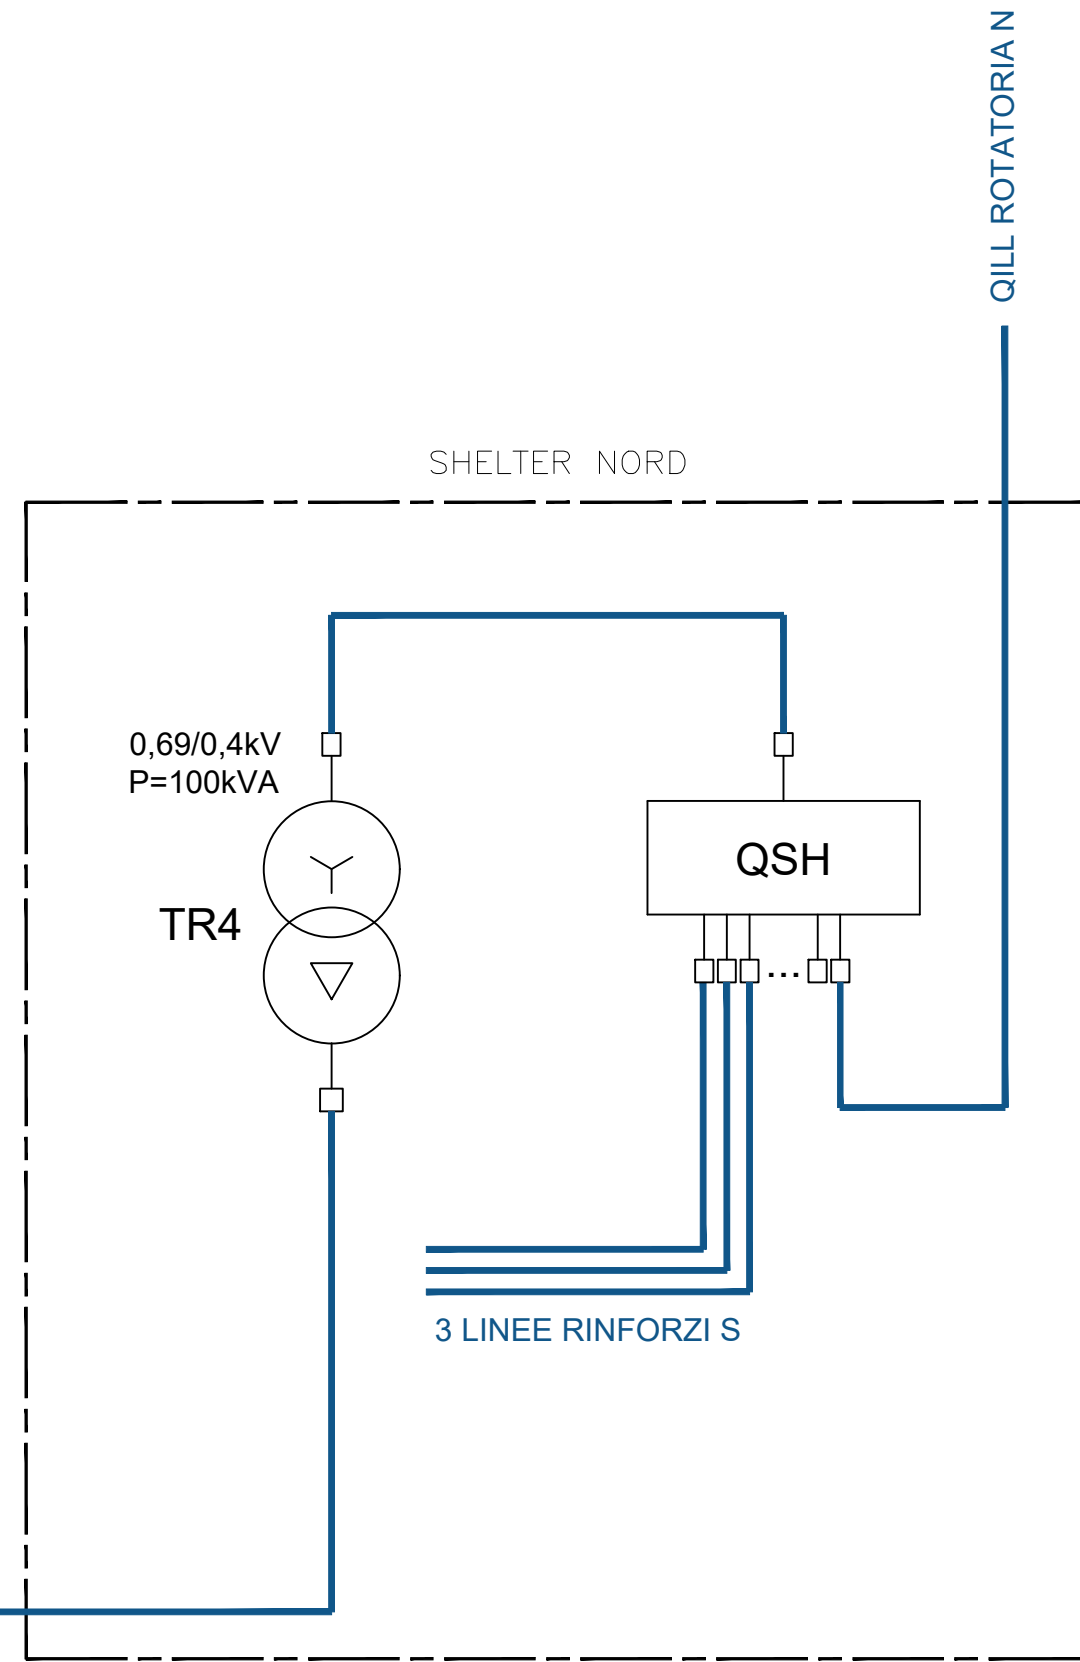 QILL ROTATORIA N
SHELTER NORD
0,69/0,4kV
P=100kVA
QSH
TR4
...
3 LINEE RINFORZI S